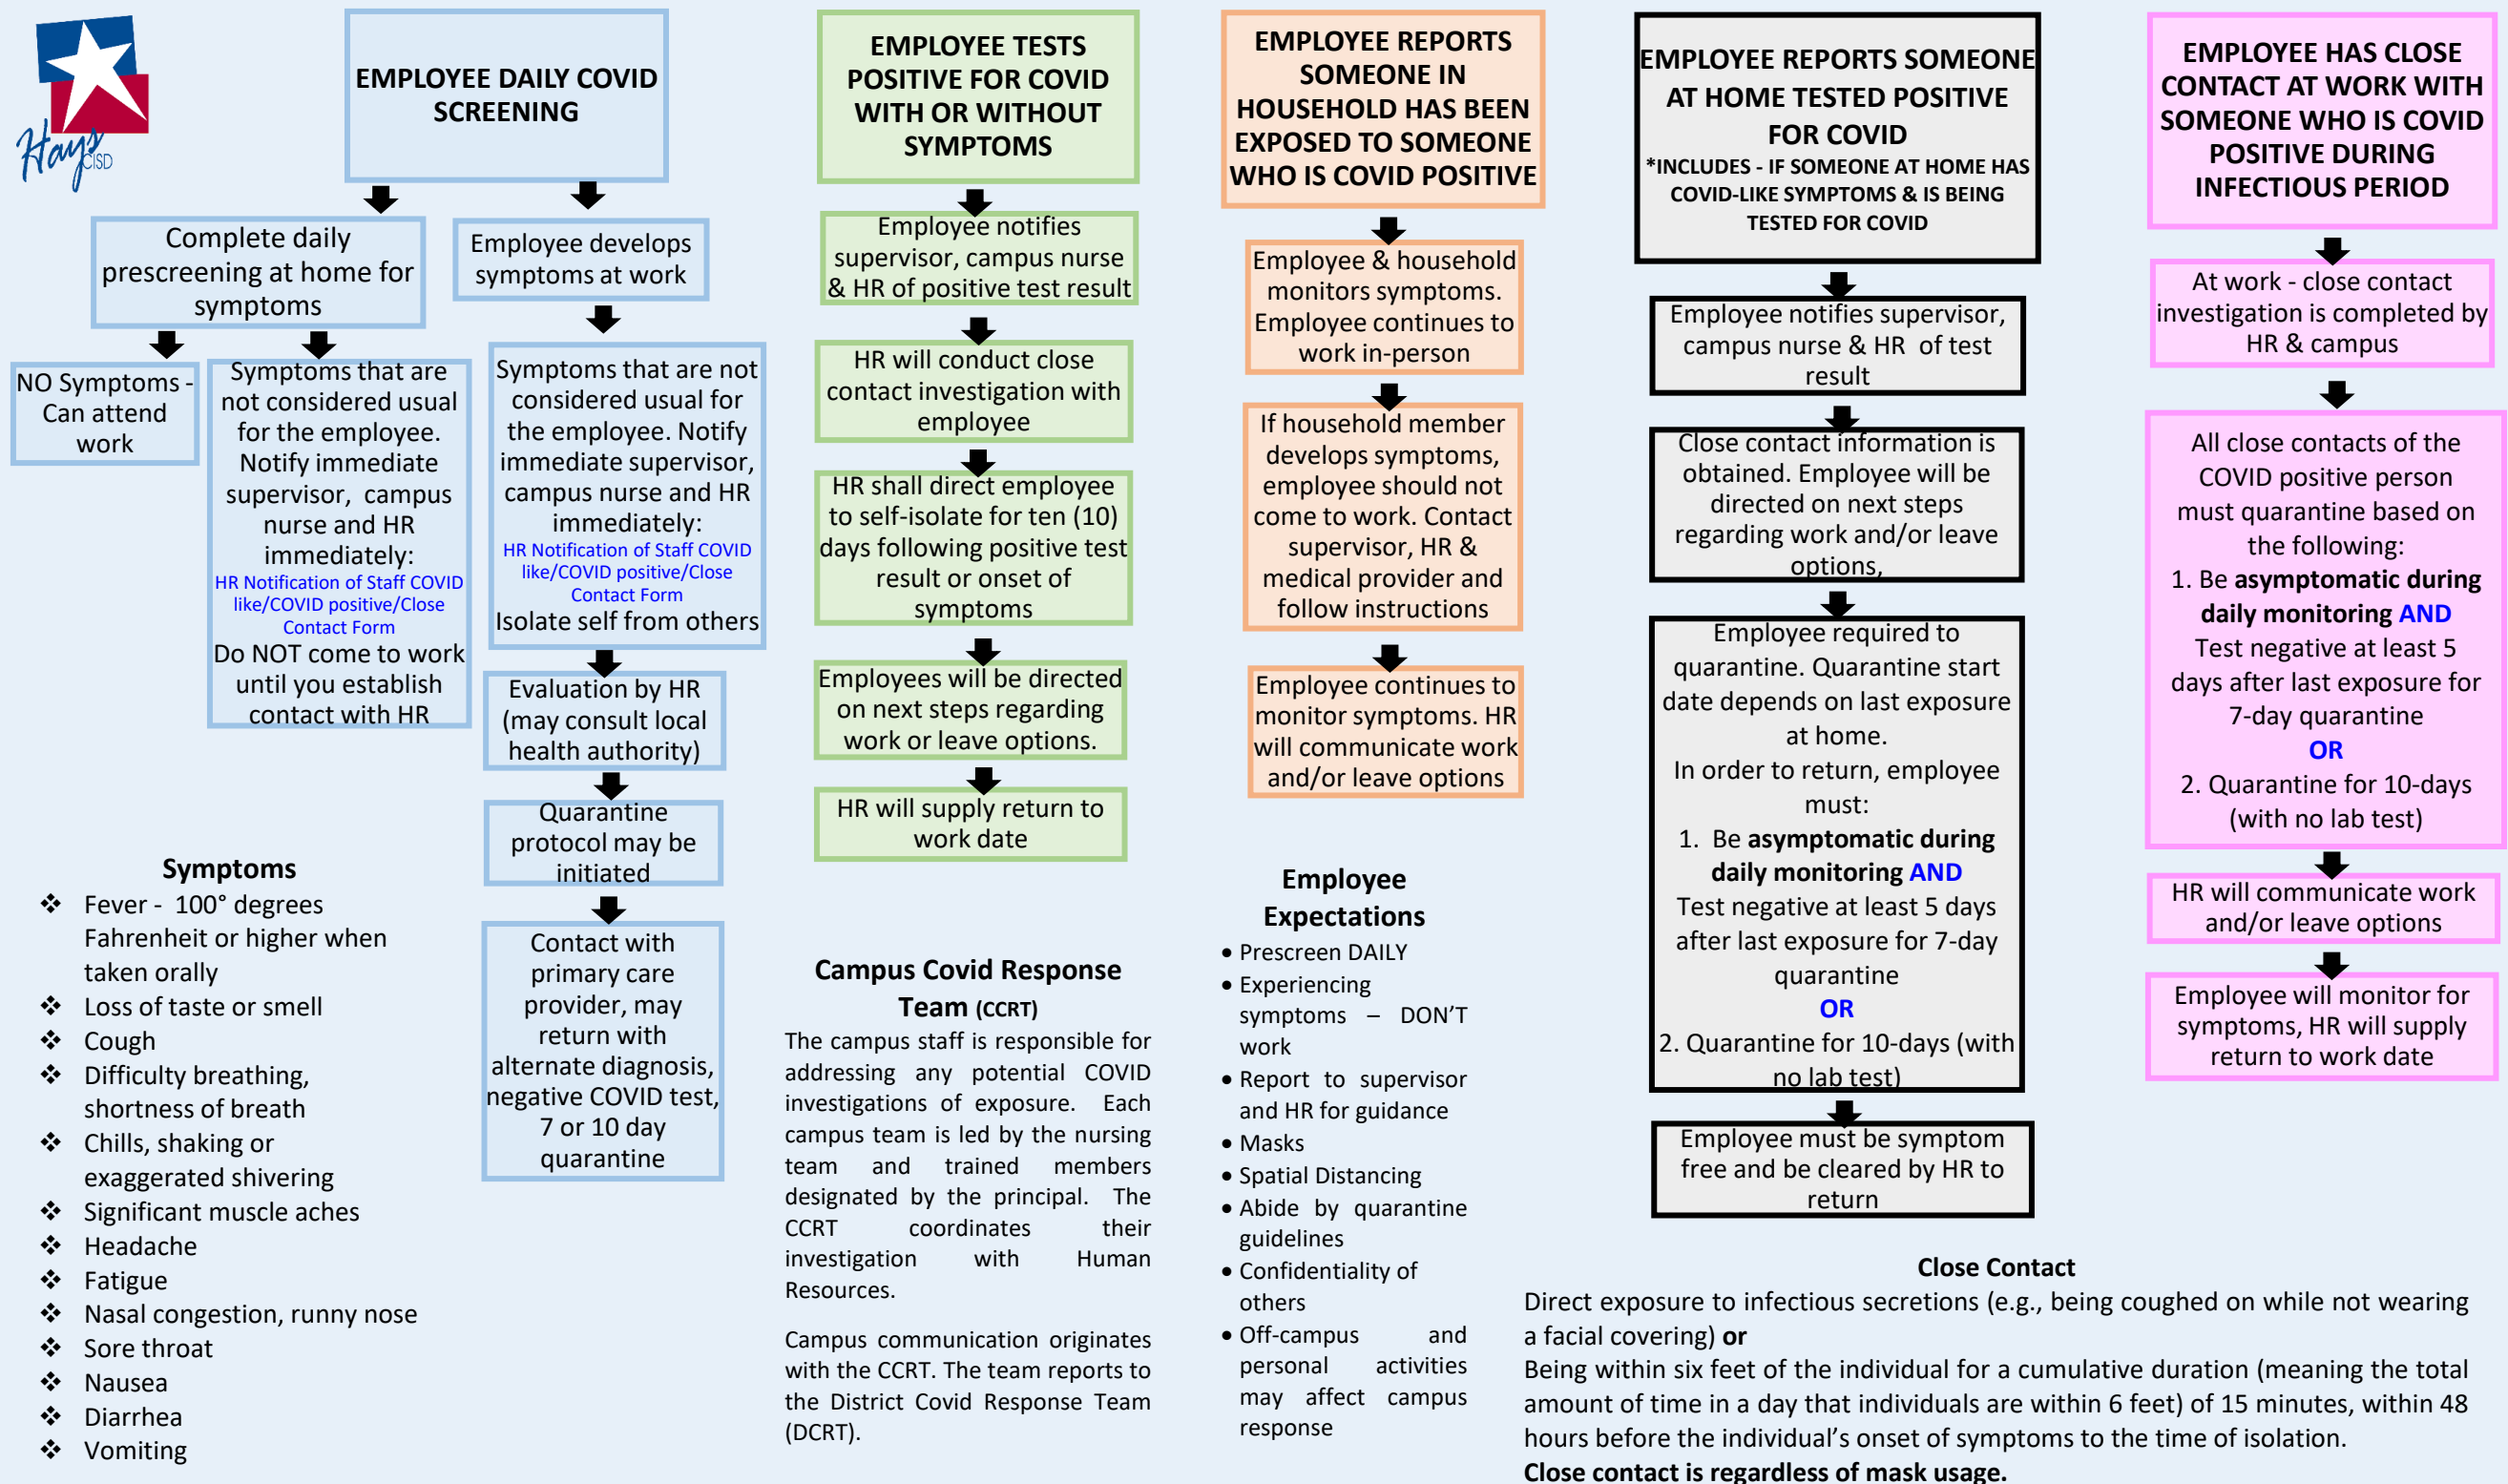 Hays
CISD
EMPLOYEE DAILY COVID
SCREENING
Complete daily
prescreening at home for
symptoms
NO Symptoms -
Can attend
work
Symptoms that are
not considered usual
for the employee.
Notify immediate
supervisor, campus
nurse and HR
immediately:
HR Notification of Staff COVID
like/COVID positive/Close
Contact Form
Do NOT come to work
until you establish
contact with HR
Employee develops
symptoms at work
Symptoms that are not
considered usual for
the employee. Notify
immediate supervisor,
campus nurse and HR
immediately:
HR Notification of Staff COVID
like/COVID positive/Close
Contact Form
Isolate self from others
Evaluation by HR
(may consult local
health authority)
Quarantine
protocol may be
initiated
Contact with
primary care
provider, may
return with
alternate diagnosis,
negative COVID test,
7 or 10 day
quarantine
Symptoms
❖ Fever - 100° degrees
Fahrenheit or higher when
taken orally
❖ Loss of taste or smell
❖ Cough
❖ Difficulty breathing,
shortness of breath
❖ Chills, shaking or
exaggerated shivering
❖ Significant muscle aches
❖ Headache
❖ Fatigue
❖ Nasal congestion, runny nose
❖ Sore throat
❖ Nausea
❖ Diarrhea
❖ Vomiting
EMPLOYEE TESTS
POSITIVE FOR COVID
WITH OR WITHOUT
SYMPTOMS
Employee notifies
supervisor, campus nurse
& HR of positive test result
HR will conduct close
contact investigation with
employee
HR shall direct employee
to self-isolate for ten (10)
days following positive test
result or onset of
symptoms
Employees will be directed
on next steps regarding
work or leave options.
HR will supply return to
work date
Campus Covid Response
Team (CCRT)
The campus staff is responsible for
addressing any potential COVID
investigations of exposure. Each
campus team is led by the nursing
team and trained members
designated by the principal. The
CCRT coordinates their
investigation with Human
Resources.
Campus communication originates
with the CCRT. The team reports to
the District Covid Response Team
(DCRT).
EMPLOYEE REPORTS
SOMEONE IN
HOUSEHOLD HAS BEEN
EXPOSED TO SOMEONE
WHO IS COVID POSITIVE
Employee & household
monitors symptoms.
Employee continues to
work in-person
If household member
develops symptoms,
employee should not
come to work. Contact
supervisor, HR &
medical provider and
follow instructions
Employee continues to
monitor symptoms. HR
will communicate work
and/or leave options
Employee
Expectations
• Prescreen DAILY
• Experiencing
symptoms – DON’T
work
• Report to supervisor
and HR for guidance
• Masks
• Spatial Distancing
• Abide by quarantine
guidelines
• Confidentiality of
others
• Off-campus and
personal activities
may affect campus
response
EMPLOYEE REPORTS SOMEONE
AT HOME TESTED POSITIVE
FOR COVID
*INCLUDES - IF SOMEONE AT HOME HAS
COVID-LIKE SYMPTOMS & IS BEING
TESTED FOR COVID
Employee notifies supervisor,
campus nurse & HR of test
result
Close contact information is
obtained. Employee will be
directed on next steps
regarding work and/or leave
options,
Employee required to
quarantine. Quarantine start
date depends on last exposure
at home.
In order to return, employee
must:
1. Be asymptomatic during
daily monitoring AND
Test negative at least 5 days
after last exposure for 7-day
quarantine
OR
2. Quarantine for 10-days (with
no lab test)
Employee must be symptom
free and be cleared by HR to
return
EMPLOYEE HAS CLOSE
CONTACT AT WORK WITH
SOMEONE WHO IS COVID
POSITIVE DURING
INFECTIOUS PERIOD
At work - close contact
investigation is completed by
HR & campus
All close contacts of the
COVID positive person
must quarantine based on
the following:
1. Be asymptomatic during
daily monitoring AND
Test negative at least 5
days after last exposure for
7-day quarantine
OR
2. Quarantine for 10-days
(with no lab test)
HR will communicate work
and/or leave options
Employee will monitor for
symptoms, HR will supply
return to work date
Close Contact
Direct exposure to infectious secretions (e.g., being coughed on while not wearing
a facial covering) or
Being within six feet of the individual for a cumulative duration (meaning the total
amount of time in a day that individuals are within 6 feet) of 15 minutes, within 48
hours before the individual’s onset of symptoms to the time of isolation.
Close contact is regardless of mask usage.